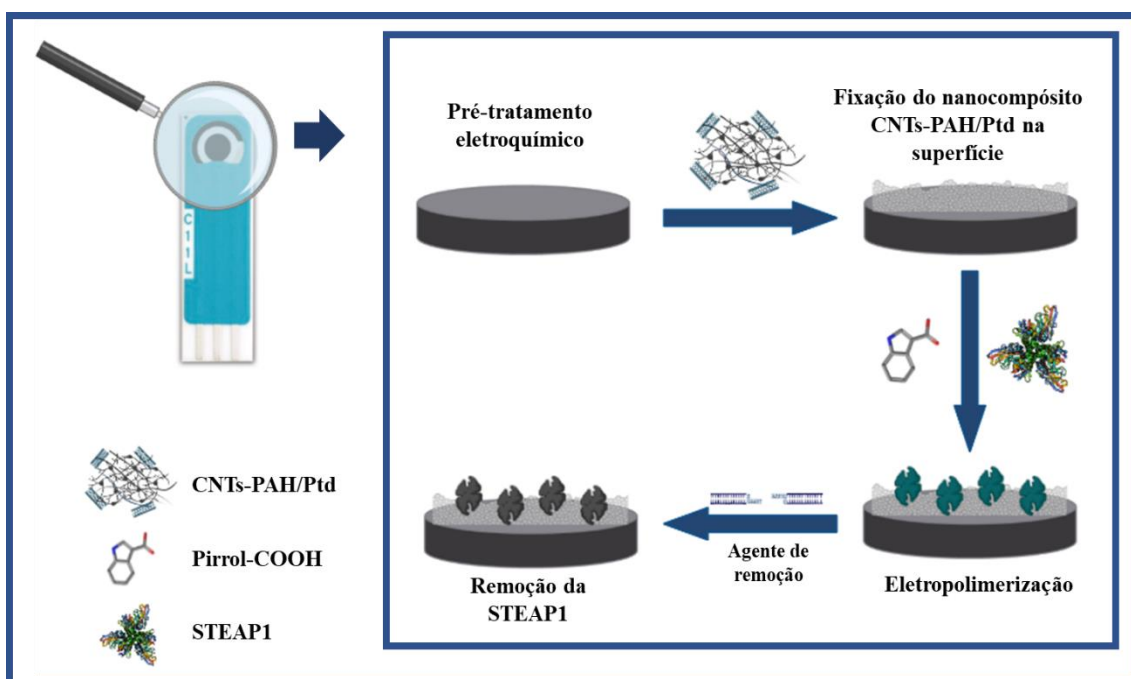 C11L
Pré-tratamento
eletroquímico
Fixação do nanocompósito
CNTs-PAH/Ptd na
superfície
CNTs-PAH/Ptd
Pirrol-COOH
STEAP1
Remoção da
STEAP1
Agente de
remoção
Eletropolimerização